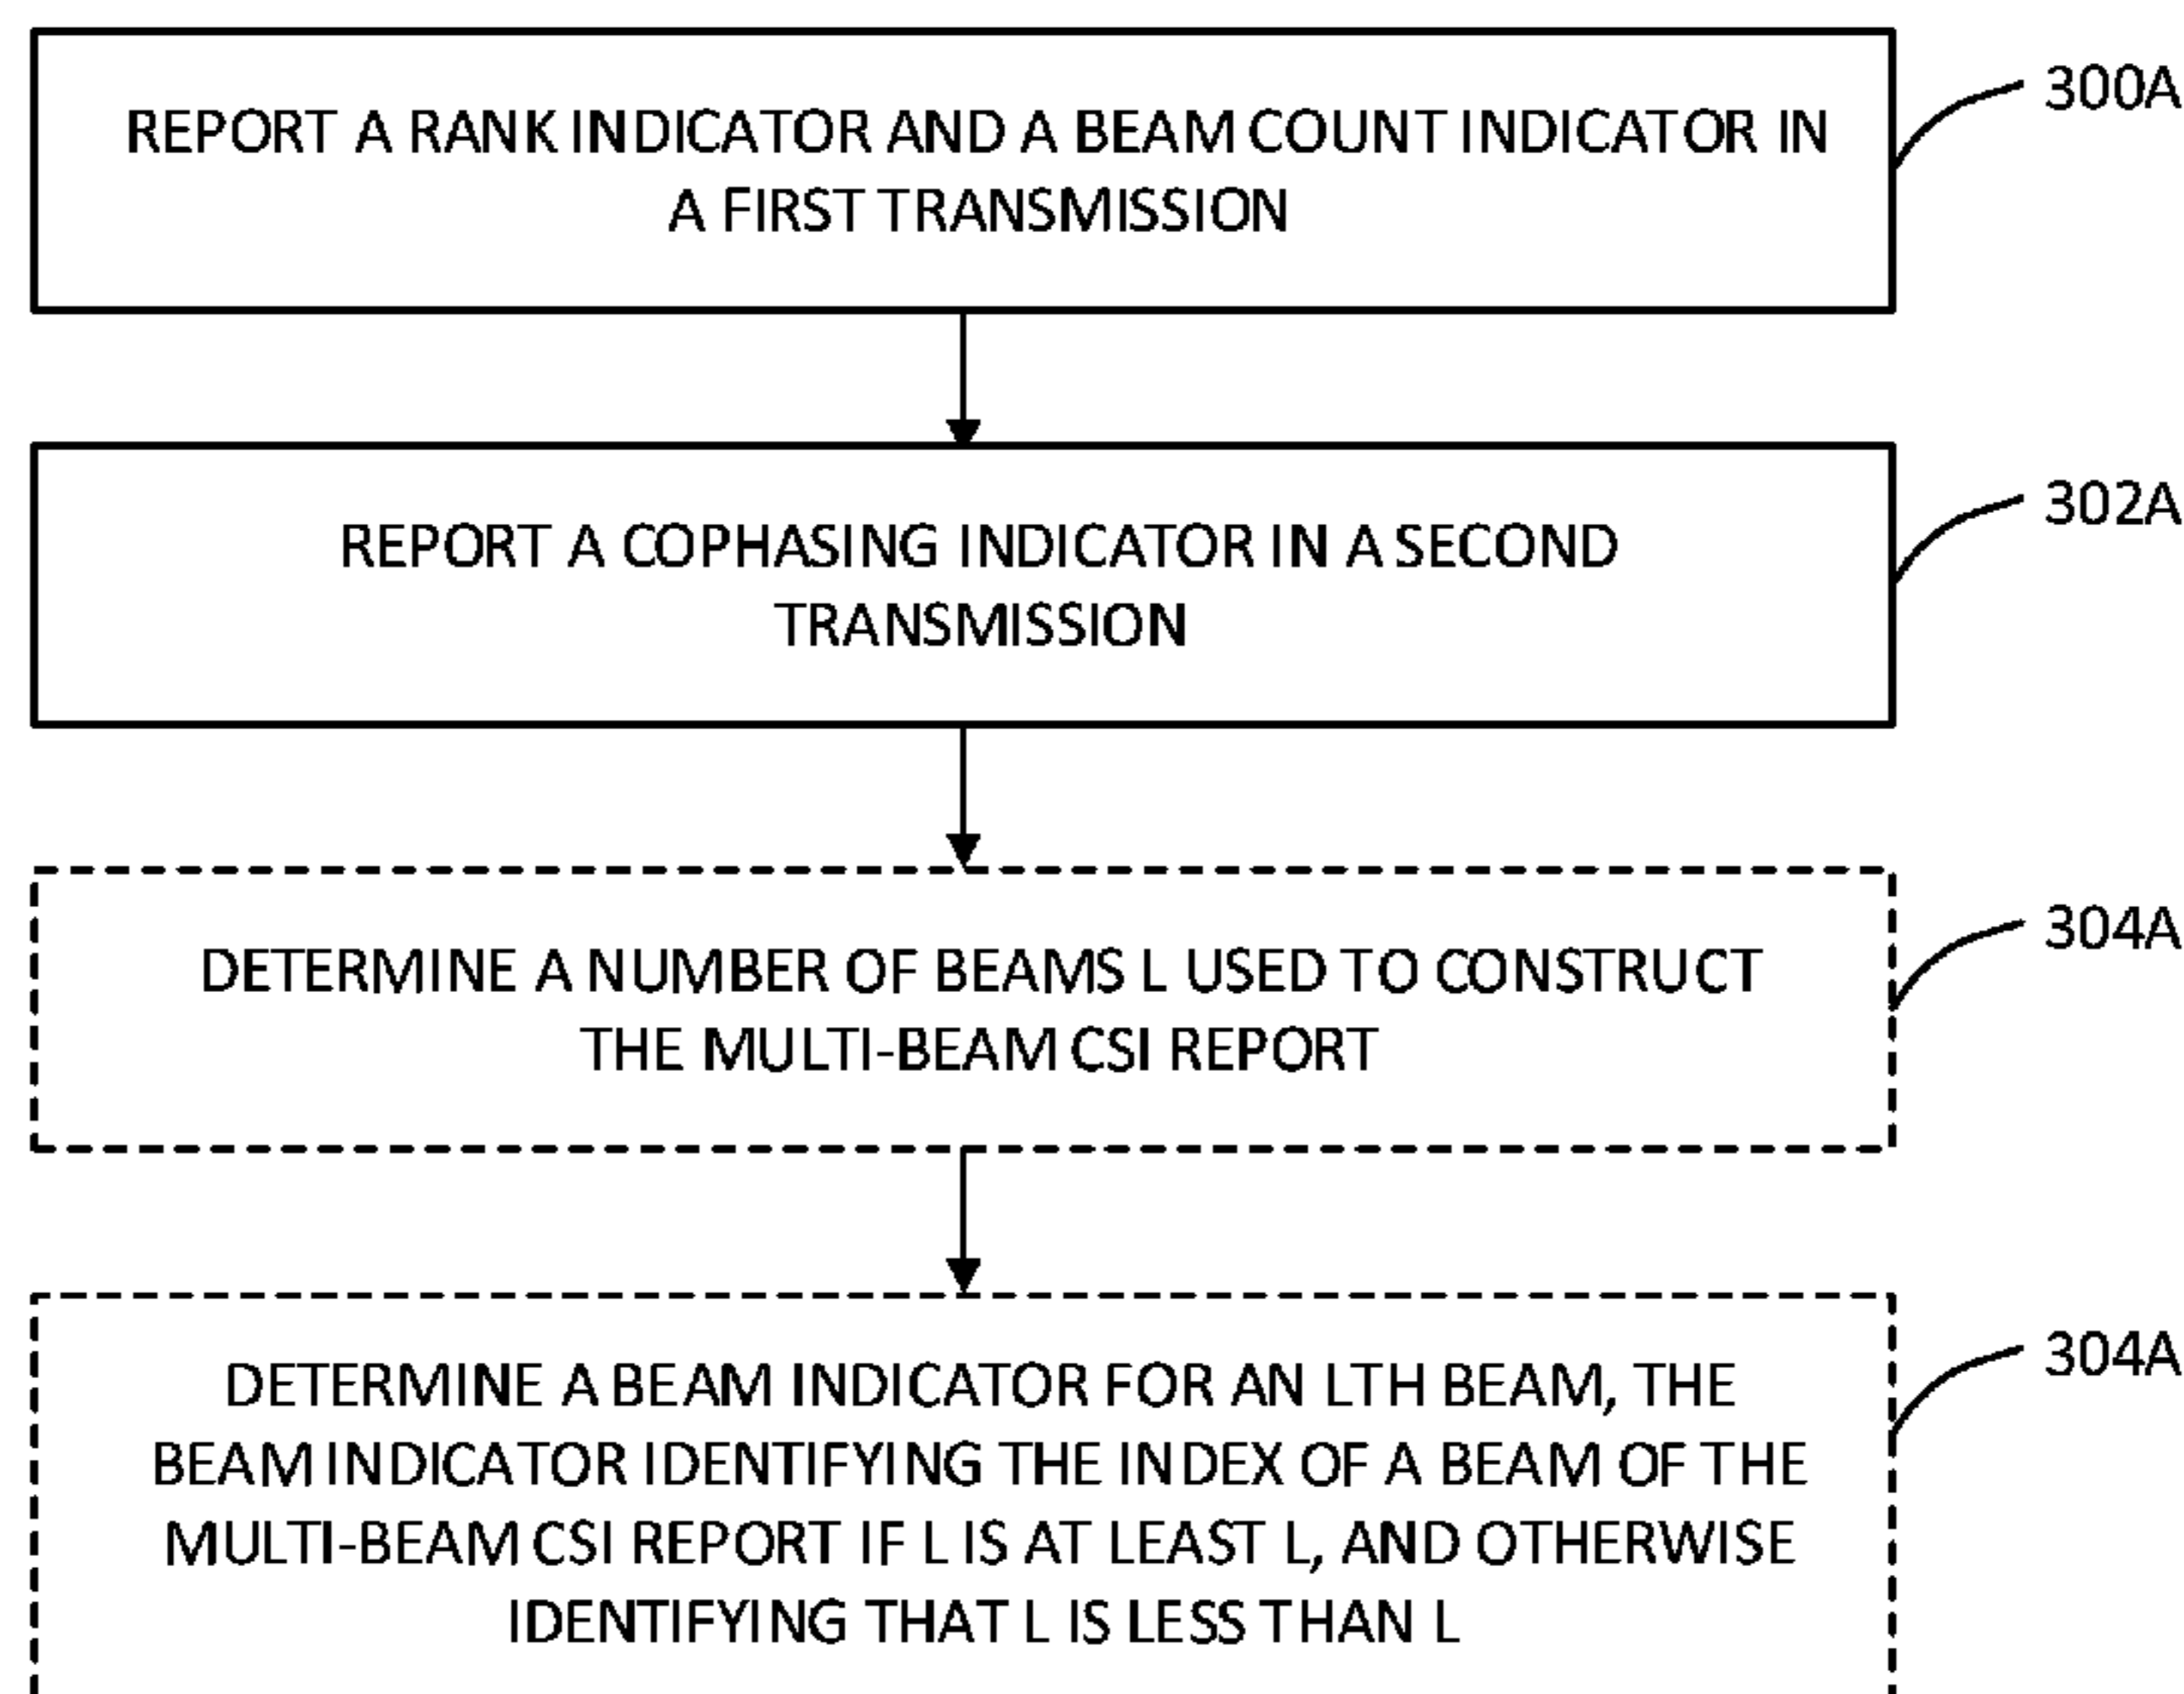 REPORT A RANK INDICATOR AND A BEAM COUNT INDICATOR IN
A FIRST TRANSMISSION
300A
REPORT A COPHASING INDICATOR IN A SECOND
TRANSMISSION
302A
DETERMINE A NUMBER OF BEAMS L USED TO CONSTRUCT
THE MULTI-BEAM CSI REPORT
304A
DETERMINE A BEAM INDICATOR FOR AN LTH BEAM, THE
BEAM INDICATOR IDENTIFYING THE INDEX OF A BEAM OF THE
MULTI-BEAM CSI REPORT IF L IS AT LEAST L, AND OTHERWISE
IDENTIFYING THAT L IS LESS THAN L
304A